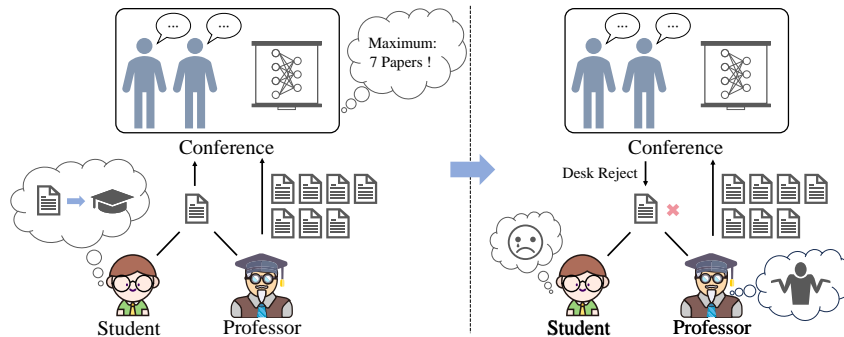 ...
...
Maximum:
7 Papers !
Conference
Student
Professor
...
...
Conference
Desk Reject
Student
Professor